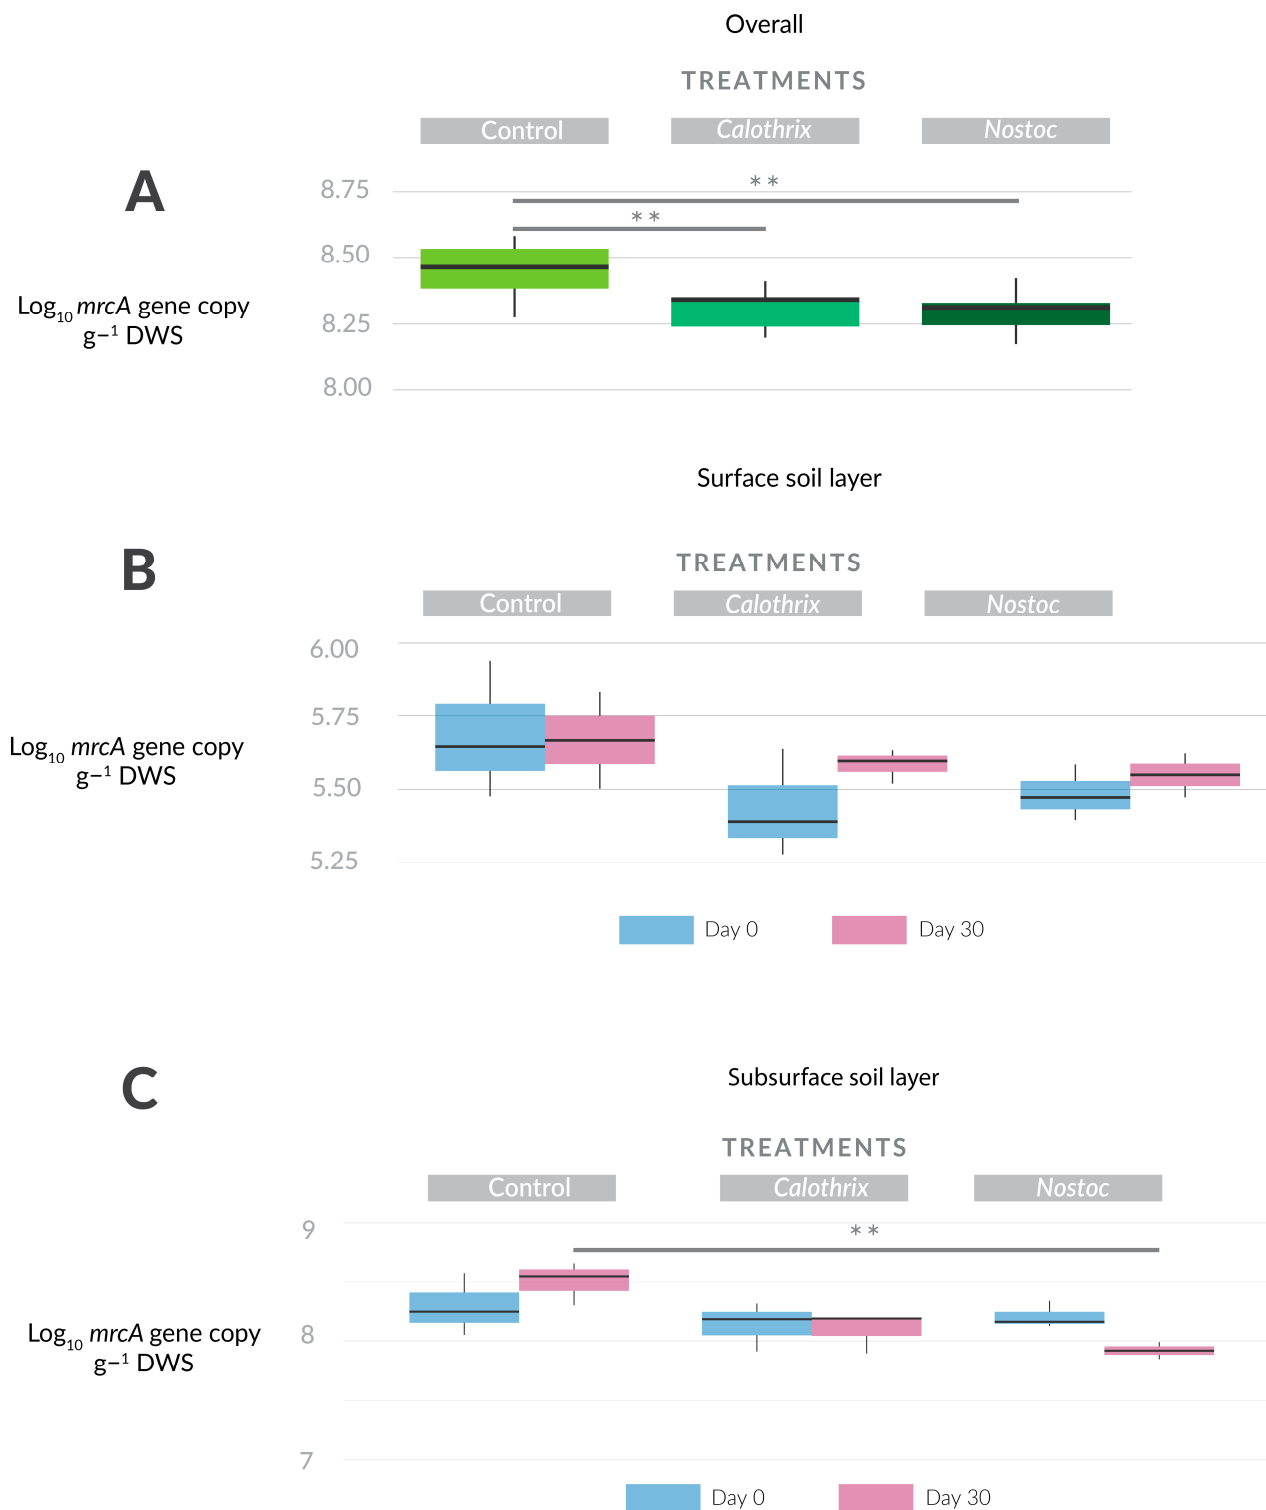 Overall
TREATMENTS
Control Calothrix Nostoc
A
8.75
**
**
8.50
8.25
8.00
Log10 mrcA gene copy
g–1 DWS
Surface soil layer
B
TREATMENTS
Control Calothrix Nostoc
6.00
5.75
5.50
5.25
Log10 mrcA gene copy
g–1 DWS
Day 0 Day 30
C
Subsurface soil layer
TREATMENTS
Control Calothrix Nostoc
9
**
8
7
Log10 mrcA gene copy
g–1 DWS
Day 0 Day 30